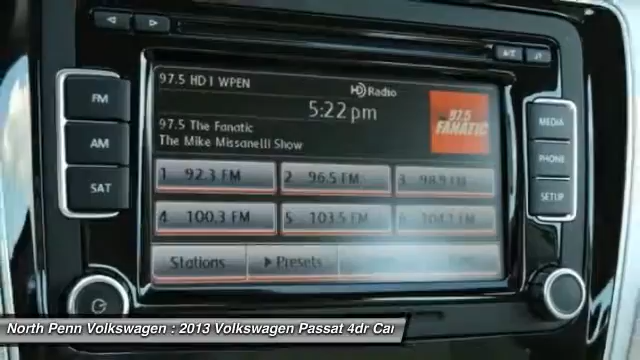 97.5 HD1 WPEN
HD Radio
5:22 pm
97.5 The Fanatic
The Mike Missanelli Show
97.5
FANATIC
FM
AM
SAT
MEDIA
PHONE
SETUP
1 92.3 FM
2 96.5 FM
3 98.9 FM
4 100.3 FM
5 103.5 FM
Stations
Presets
North Penn Volkswagen : 2013 Volkswagen Passat 4dr Car